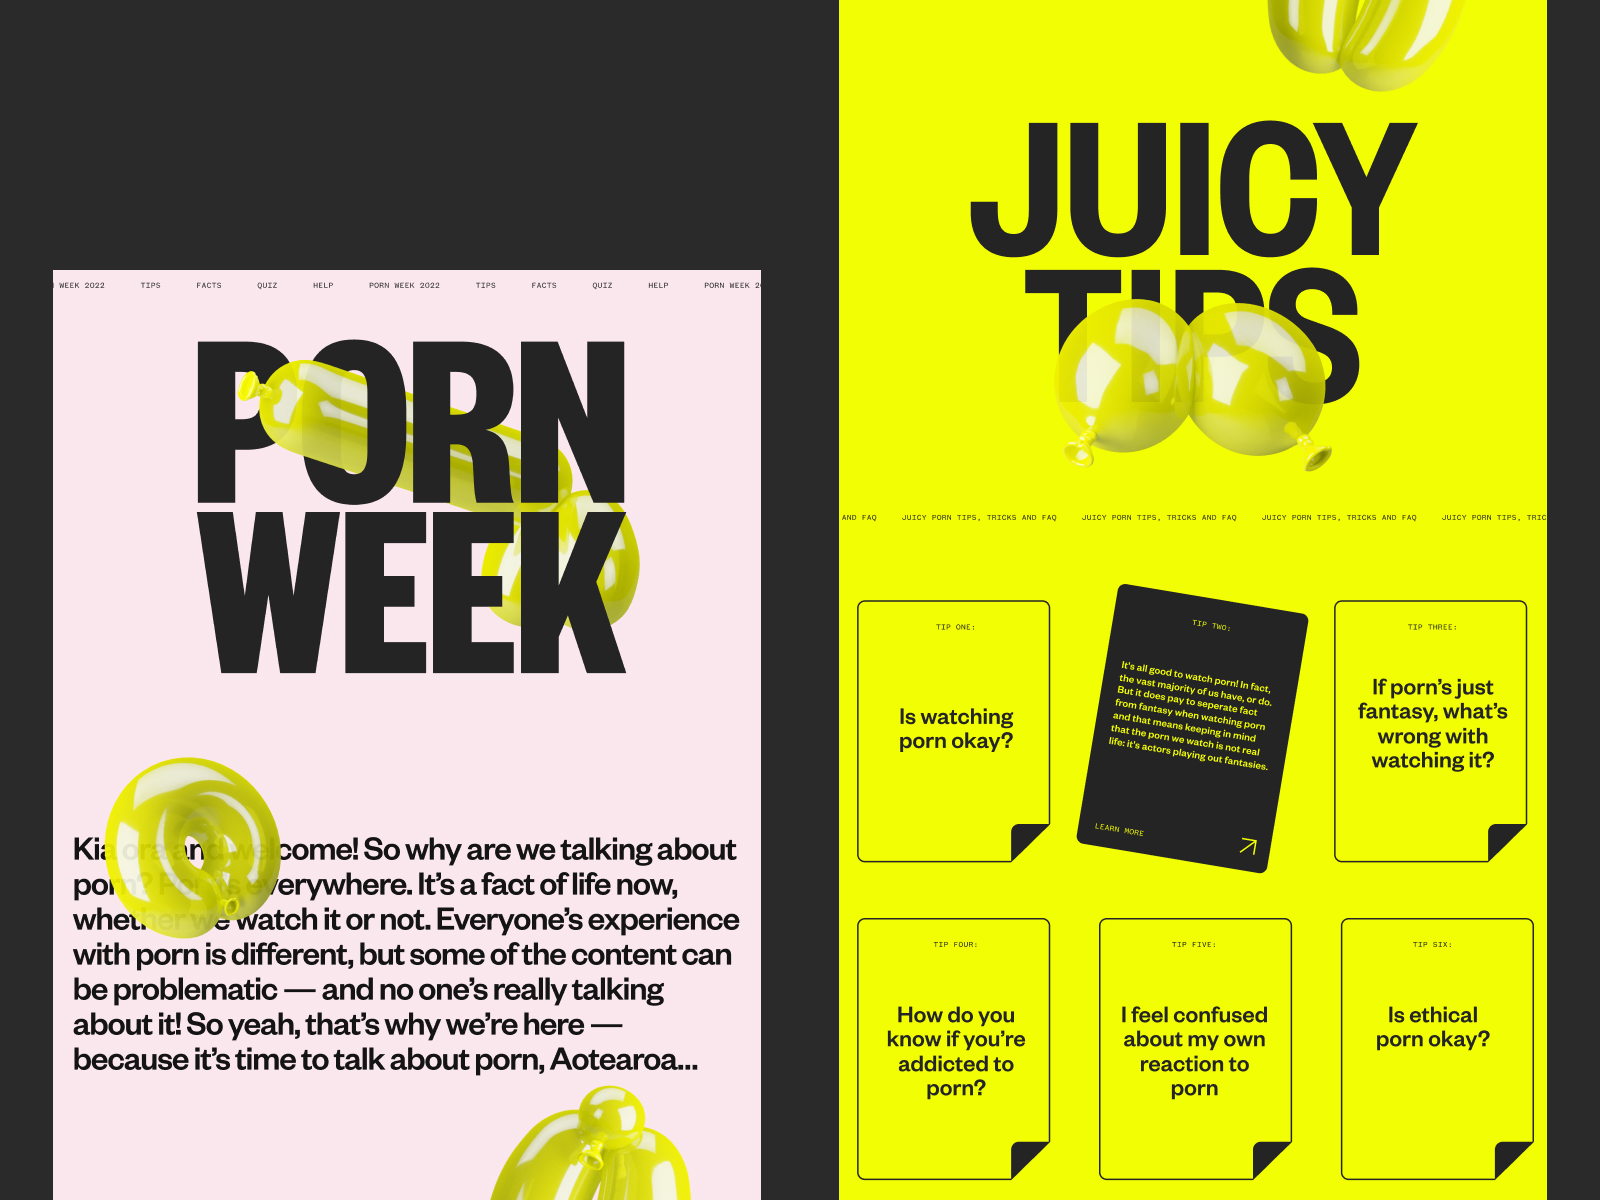 WEEK 2022 TIPS FACTS QUIZ HELP PORN WEEK 2022 TIPS FACTS QUIZ HELP PORN WEEK 
PORN
WEEK
Kia ora and welcome! So why are we talking about
porn? Porn's everywhere. It's a fact of life now,
whether we watch it or not. Everyone's experience
with porn is different, but some of the content can
be problematic — and no one's really talking
about it! So yeah, that's why we're here —
because it's time to talk about porn, Aotearoa...
JUICY
TIPS
AND FAQ JUICY PORN TIPS, TRICKS AND FAQ JUICY PORN TIPS, TRICKS AND FAQ JUICY PORN TIPS, TRICKS AND FAQ JUICY PORN TIPS, TRIC
TIP ONE:
Is watching
porn okay?
TIP TWO:
It's all good to watch porn! In fact,
the vast majority of us have, or do.
But it does pay to seperate fact
from fantasy when watching porn
and that means keeping in mind
that the porn we watch is not real
life: it's actors playing out fantasies.
LEARN MORE
TIP THREE:
If porn's just
fantasy, what's
wrong with
watching it?
TIP FOUR:
How do you
know if you're
addicted to
porn?
TIP FIVE:
I feel confused
about my own
reaction to
porn
TIP SIX:
Is ethical
porn okay?